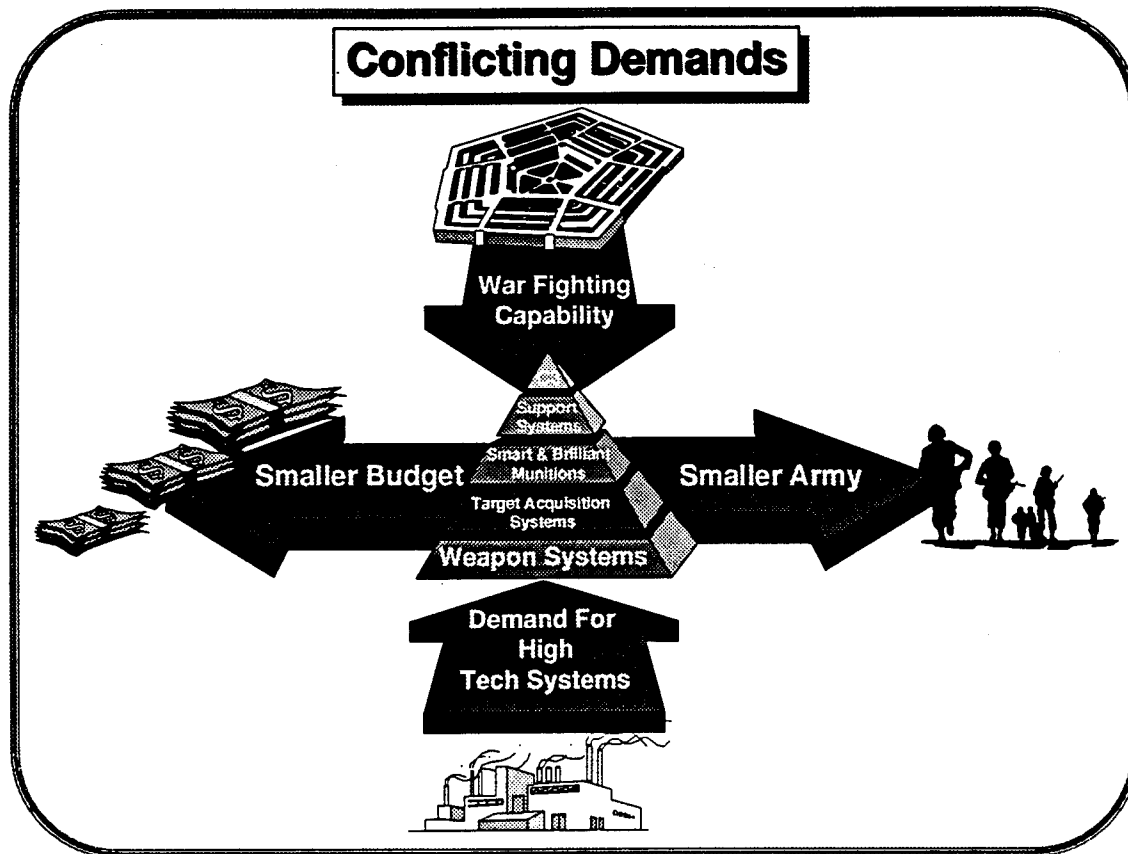 Conflicting Demands
War Fighting
Capability
Support
Systems
Smart & Brilliant
Munitions
Target Acquisition
Systems
Weapon Systems
Smaller Budget
Smaller Army
Demand For
High
Tech Systems